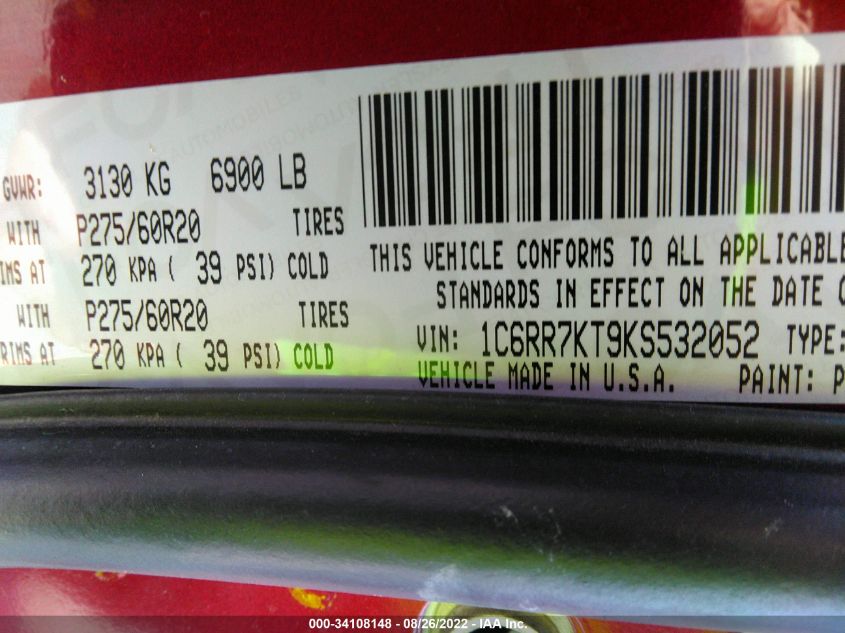 GVWR: 3130 KG 6900 LB
WITH P275/60R20 TIRES
IMS AT 270 KPA ( 39 PSI) COLD
WITH P275/60R20 TIRES
RIMS AT 270 KPA ( 39 PSI) COLD
THIS VEHICLE CONFORMS TO ALL APPLICABLE
STANDARDS IN EFFECT ON THE DATE O
VIN: 1C6RR7KT9KS532052 TYPE:
VEHICLE MADE IN U.S.A. PAINT: P
000-34108148 - 08/26/2022 - IAA Inc.